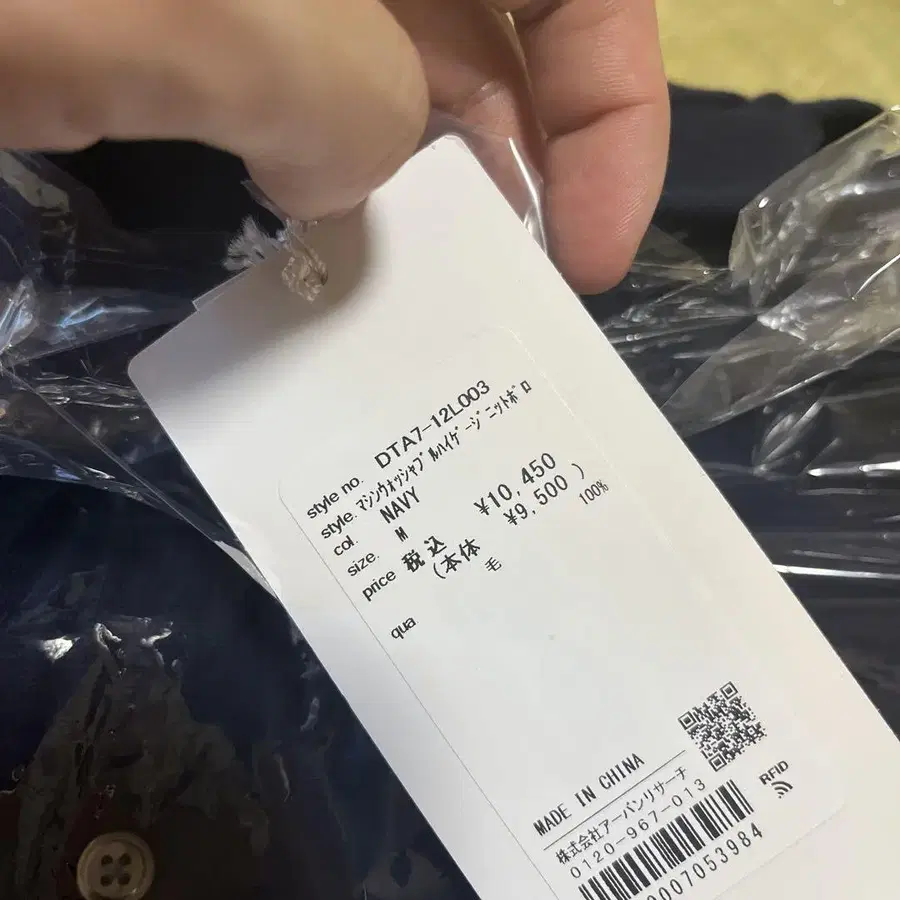 style no. DTA7-12L003
style. ﾏｼﾝｳｫｯｼｬﾌﾞﾙﾊｲｹﾞｰｼﾞﾆｯﾄﾎﾟﾛ
col. NAVY
size. M
price 税込 ¥10,450
(本体 ¥9,500 )
qua 毛 100%
MADE IN CHINA
株式会社アーバンリサーチ
0120-967-013
RFID
0007053984